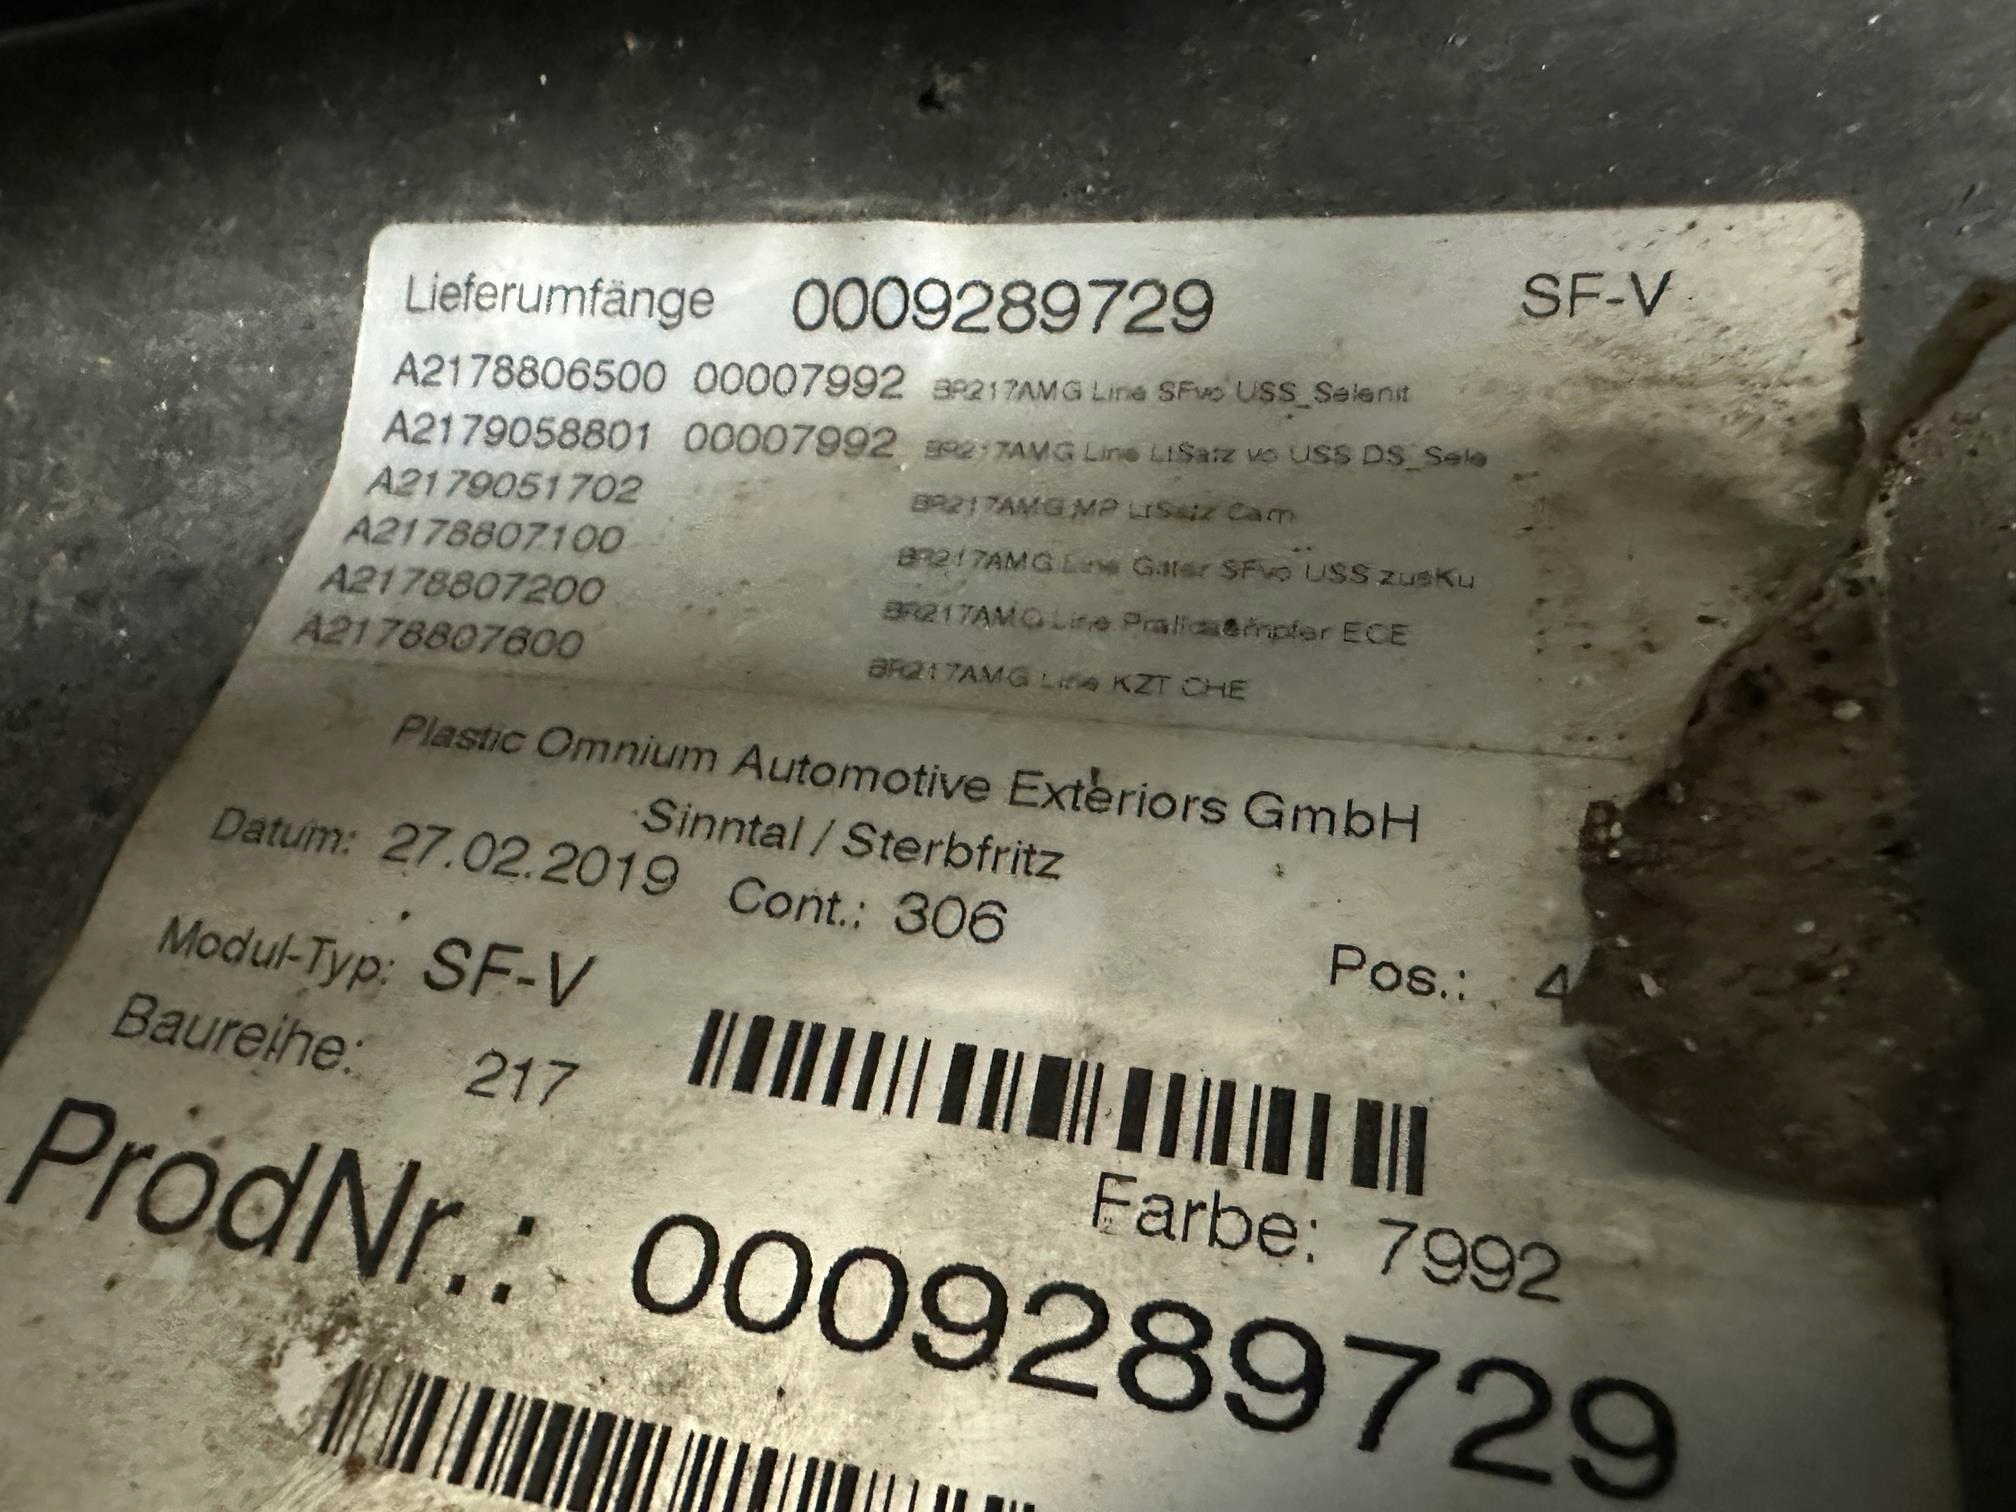 Lieferumfänge 0009289729 SF-V
A2178806500 00007992 BR217AMG Line SFvo USS_Selenit
A2179058801 00007992 BR217AMG Line LtSatz vo USS DS_Sele
A2179051702 BR217AMG MP LtSatz Cam
A2178807100 BR217AMG Line Gitter SFvo USS zusKu
A2178807200 BR217AMG Line Pralldämpfer ECE
A2178807600 BR217AMG Line KZT CHE
Plastic Omnium Automotive Exteriors GmbH
Sinntal / Sterbfritz
Datum: 27.02.2019 Cont.: 306 Pos.: 4
Modul-Typ: SF-V
Baureihe: 217
Farbe: 7992
ProdNr.: 0009289729